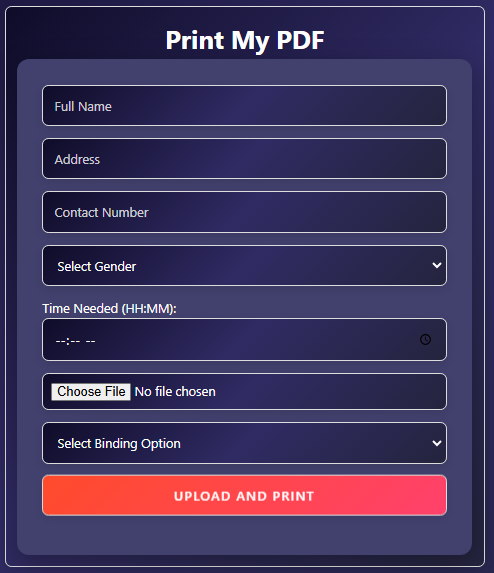 Print My PDF
Full Name
Address
Contact Number
Select Gender
Time Needed (HH:MM):
--:-- --
Choose File No file chosen
Select Binding Option
UPLOAD AND PRINT